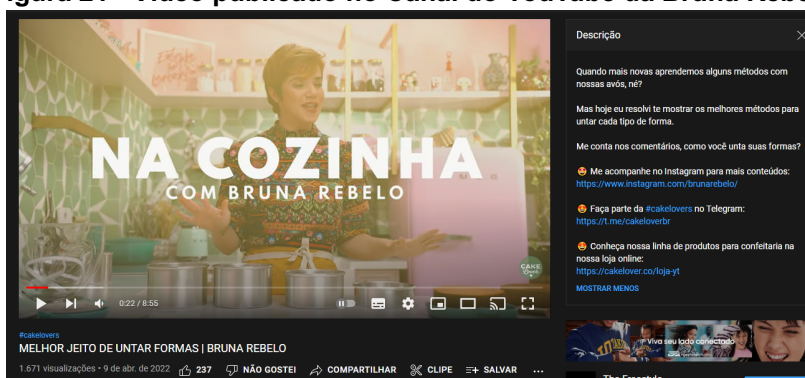 Vídeo publicado no Canal do YouTube da Bruna
NA COZINHA
COM BRUNA REBELO
CAKE
0:22 / 8:55
#cakelovers
MELHOR JEITO DE UNTAR FORMAS | BRUNA REBELO
1.671 visualizações • 9 de abr. de 2022 237 NÃO GOSTEI COMPARTILHAR CLIPE SALVAR ...
Descrição
Quando mais novas aprendemos alguns métodos com
nossas avós, né?
Mas hoje eu resolvi te mostrar os melhores métodos para
untar cada tipo de forma.
Me conta nos comentários, como você unta suas formas?
🤩 Me acompanhe no Instagram para mais conteúdos:
https://www.instagram.com/brunarebelo/
🤩 Faça parte da #cakelovers no Telegram:
https://t.me/cakeloverbr
🤩 Conheça nossa linha de produtos para confeitaria na
nossa loja online:
https://cakelover.co/loja-yt
MOSTRAR MENOS
Viva seu lado conectado